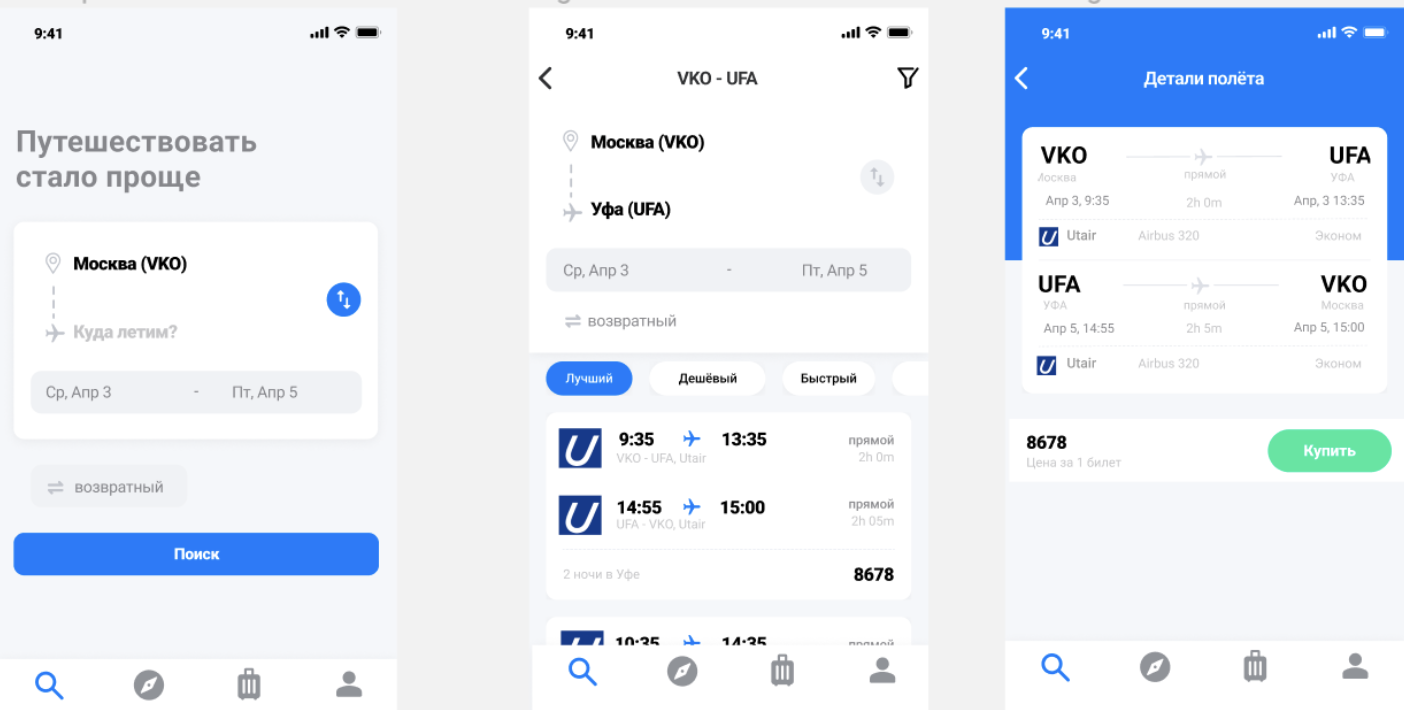 9:41
Путешествовать
стало проще
Москва (VKO)
Куда летим?
Ср, Апр 3 - Пт, Апр 5
возвратный
Поиск
9:41
VKO - UFA
Москва (VKO)
Уфа (UFA)
Ср, Апр 3 - Пт, Апр 5
возвратный
Лучший Дешёвый Быстрый
9:35 13:35 прямой
VKO - UFA, Utair 2h 0m
14:55 15:00 прямой
UFA - VKO, Utair 2h 05m
2 ночи в Уфе 8678
10:35 14:35 прямой
9:41
Детали полёта
VKO UFA
Москва прямой УФА
Апр 3, 9:35 2h 0m Апр, 3 13:35
Utair Airbus 320 Эконом
UFA VKO
УФА прямой Москва
Апр 5, 14:55 2h 5m Апр 5, 15:00
Utair Airbus 320 Эконом
8678
Цена за 1 билет Купить